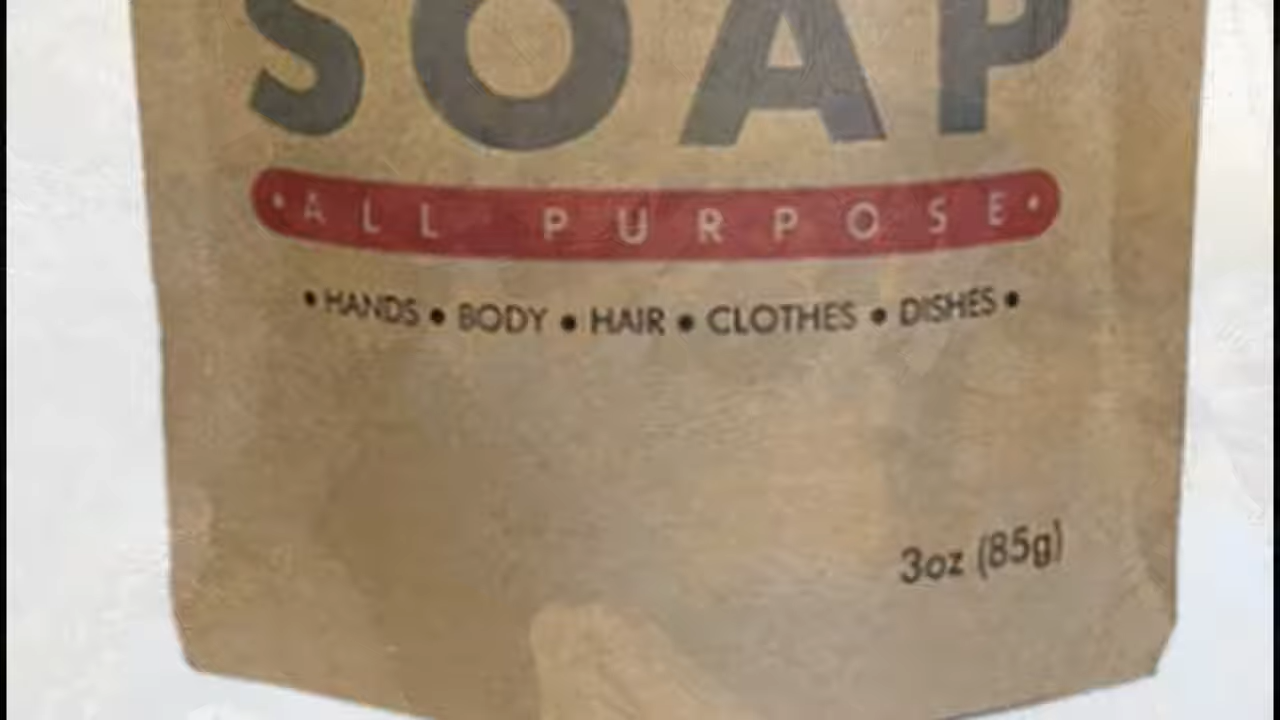 SOAP
•ALL PURPOSE•
• HANDS • BODY • HAIR • CLOTHES • DISHES •
3oz (85g)